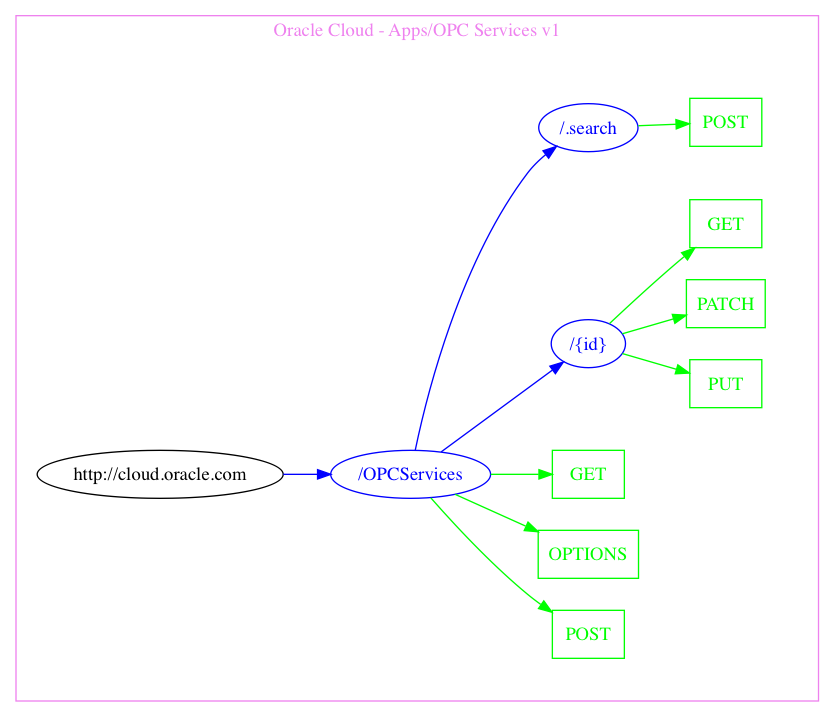 Oracle Cloud - Apps/OPC Services v1
/.search
POST
GET
PATCH
/{id}
PUT
http://cloud.oracle.com
/OPCServices
GET
OPTIONS
POST